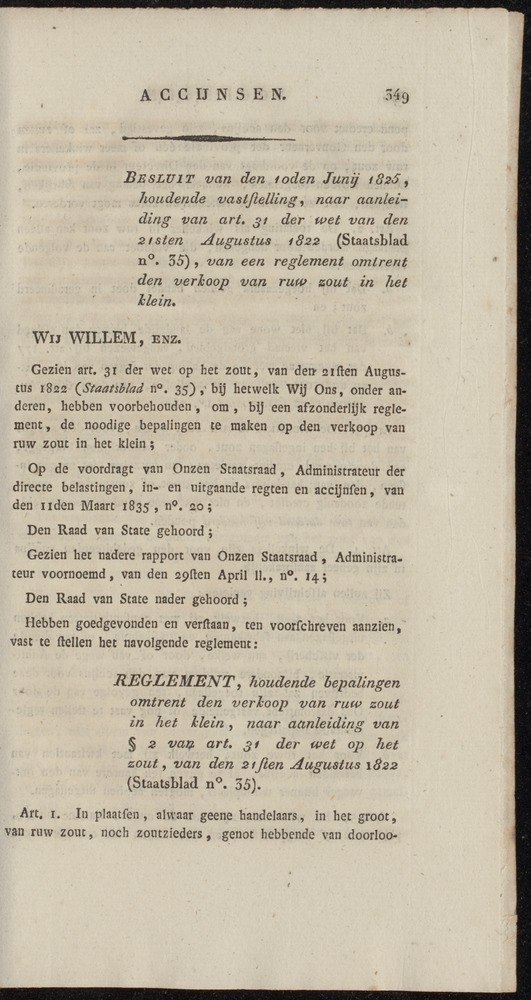 ACCIJNSEN. 349
BESLUIT van den 10den Junij 1825,
houdende vastſtelling, naar aanlei-
ding van art. 31 der wet van den
21sten Augustus 1822 (Staatsblad
nº. 35), van een reglement omtrent
den verkoop van ruw zout in het
klein.
WIJ WILLEM, ENZ.
Gezien art. 31 der wet op het zout, van den 21ſten Augus-
tus 1822 (Staatsblad nº. 35), bij hetwelk Wij Ons, onder an-
deren, hebben voorbehouden, om, bij een afzonderlijk regle-
ment, de noodige bepalingen te maken op den verkoop van
ruw zout in het klein;
Op de voordragt van Onzen Staatsraad, Administrateur der
directe belastingen, in- en uitgaande regten en accijnſen, van
den 11den Maart 1835, nº. 20;
Den Raad van State gehoord;
Gezien het nadere rapport van Onzen Staatsraad, Administra-
teur voornoemd, van den 29ſten April ll., nº. 14;
Den Raad van State nader gehoord;
Hebben goedgevonden en verſtaan, ten voorſchreven aanzien,
vast te ſtellen het navolgende reglement:
REGLEMENT, houdende bepalingen
omtrent den verkoop van ruw zout
in het klein, naar aanleiding van
§ 2 van art. 31 der wet op het
zout, van den 21ſten Augustus 1822
(Staatsblad nº. 35).
Art. 1. In plaatſen, alwaar geene handelaars, in het groot,
van ruw zout, noch zoutzieders, genot hebbende van doorloo-